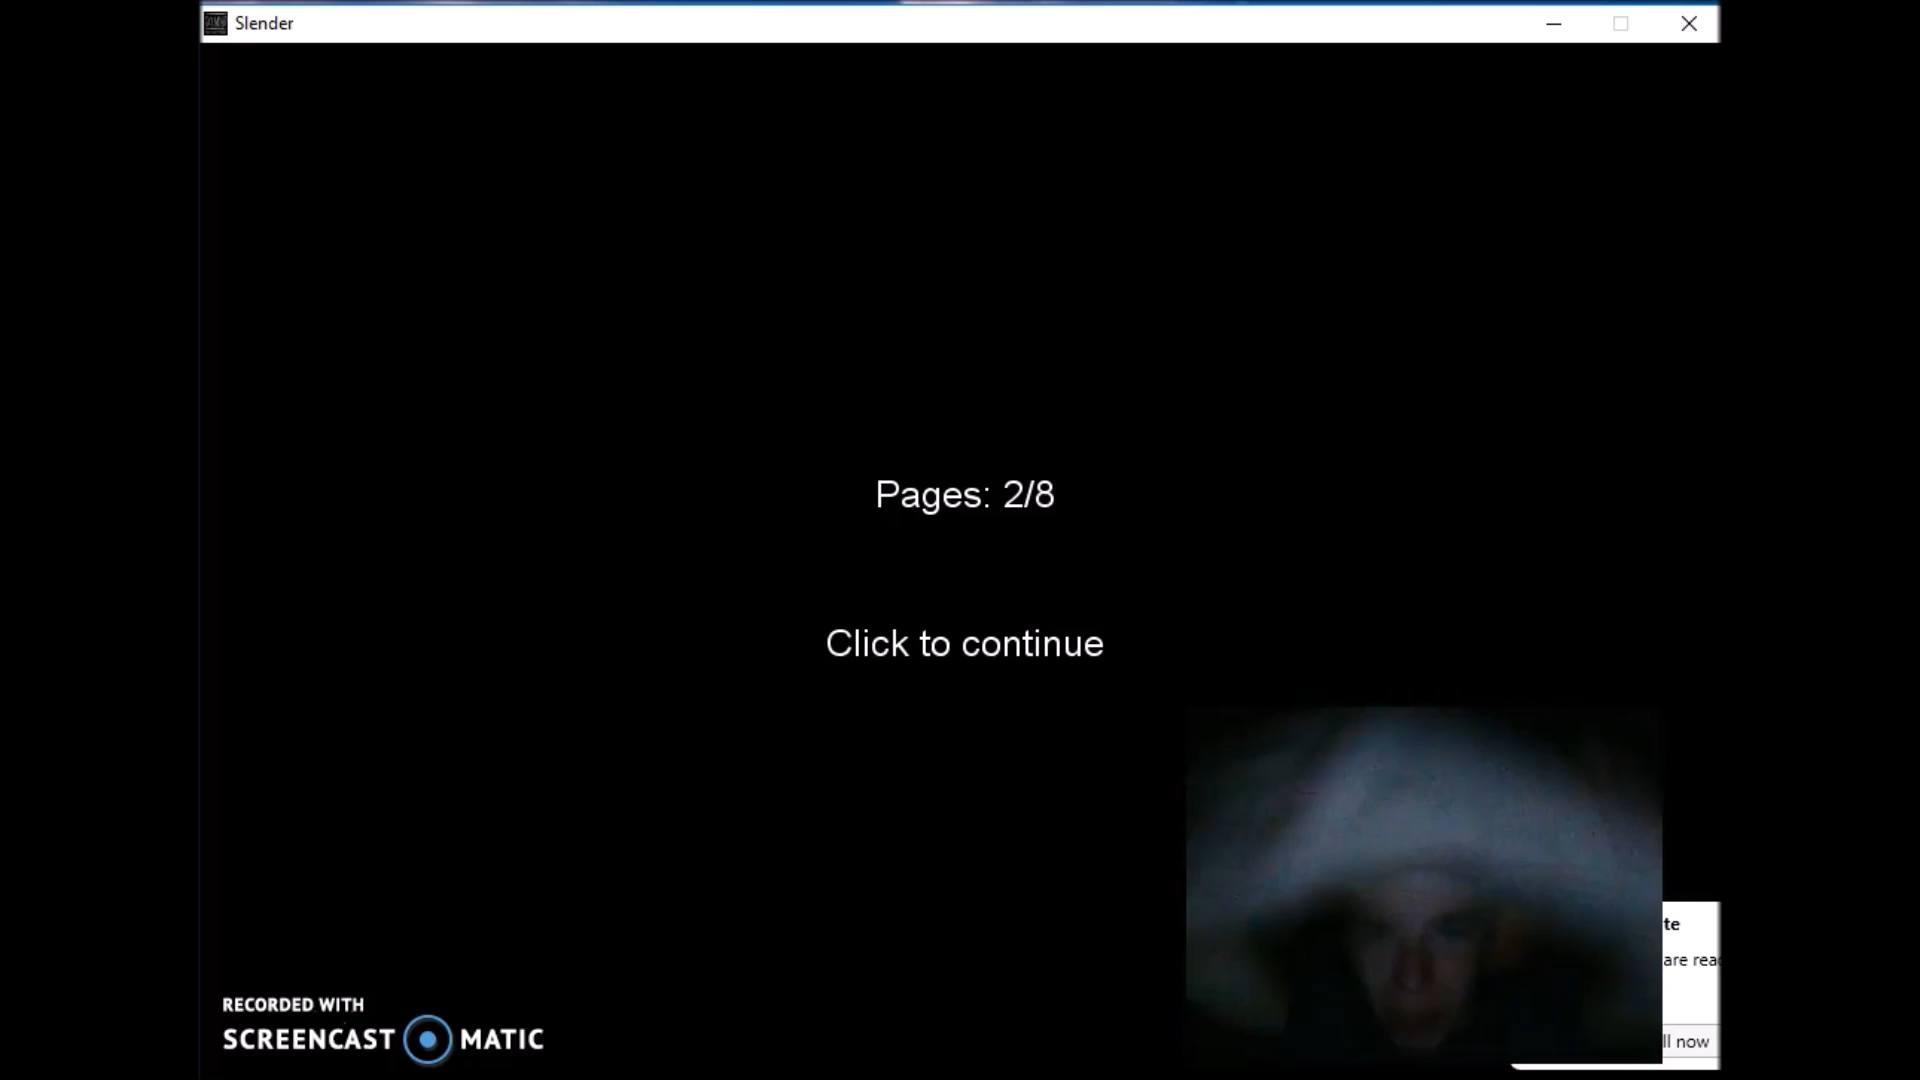 Slender
Pages: 2/8
Click to continue
te
are rea
ll now
RECORDED WITH
SCREENCAST MATIC